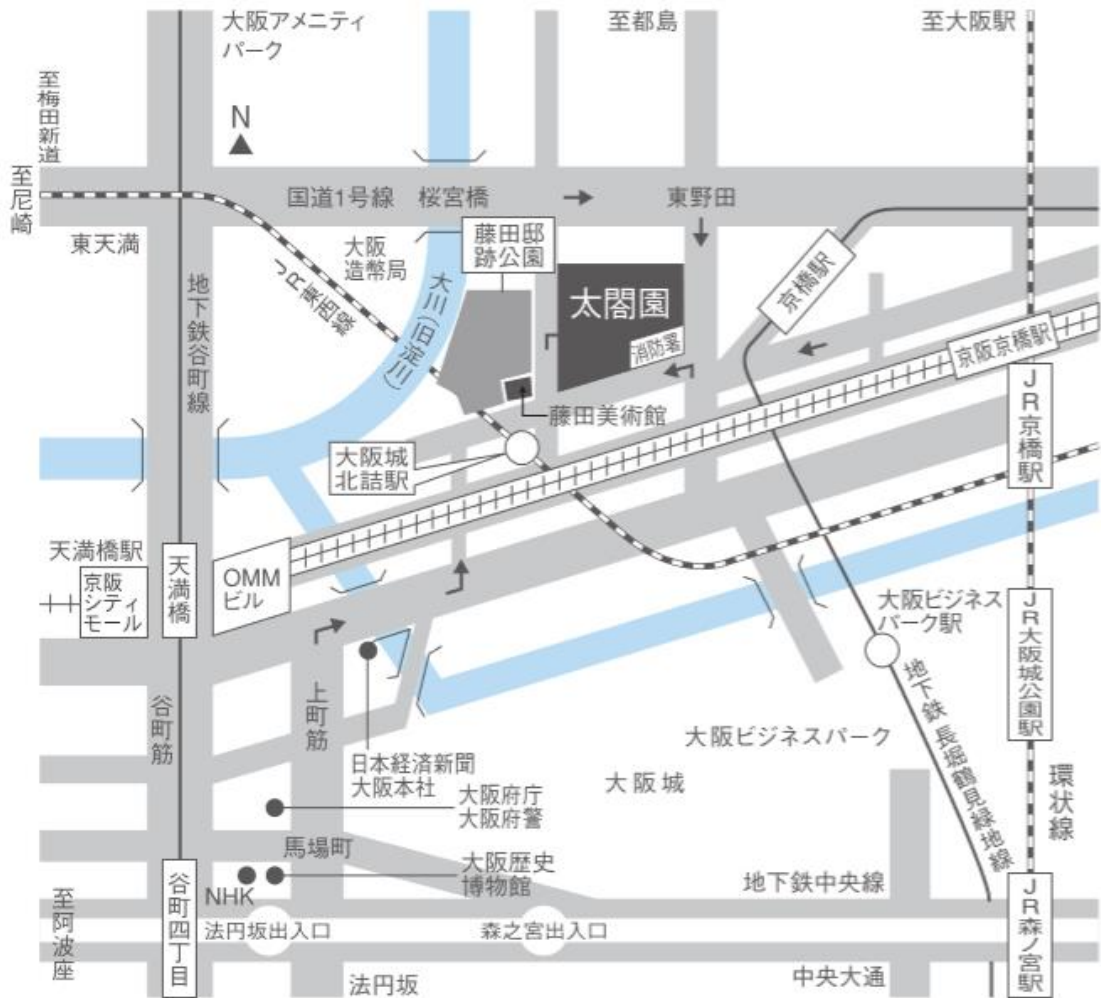 大阪アメニティ
パーク
至都島
至大阪駅
至梅田新道
N
至尼崎
国道1号線
桜宮橋
東野田
東天満
大阪
造幣局
藤田邸
跡公園
JR東西線
地下鉄谷町線
大川(旧淀川)
太閤園
消防署
京橋駅
京阪京橋駅
JR京橋駅
藤田美術館
大阪城
北詰駅
天満橋駅
京阪
シティ
モール
天満橋
OMM
ビル
大阪ビジネス
パーク駅
JR大阪城公園駅
谷町筋
上町筋
地下鉄 長堀鶴見緑地線
大阪ビジネスパーク
日本経済新聞
大阪本社
大阪城
環状線
大阪府庁
大阪府警
馬場町
大阪歴史
博物館
NHK
地下鉄中央線
至阿波座
谷町四丁目
法円坂出入口
森之宮出入口
JR森ノ宮駅
法円坂
中央大通